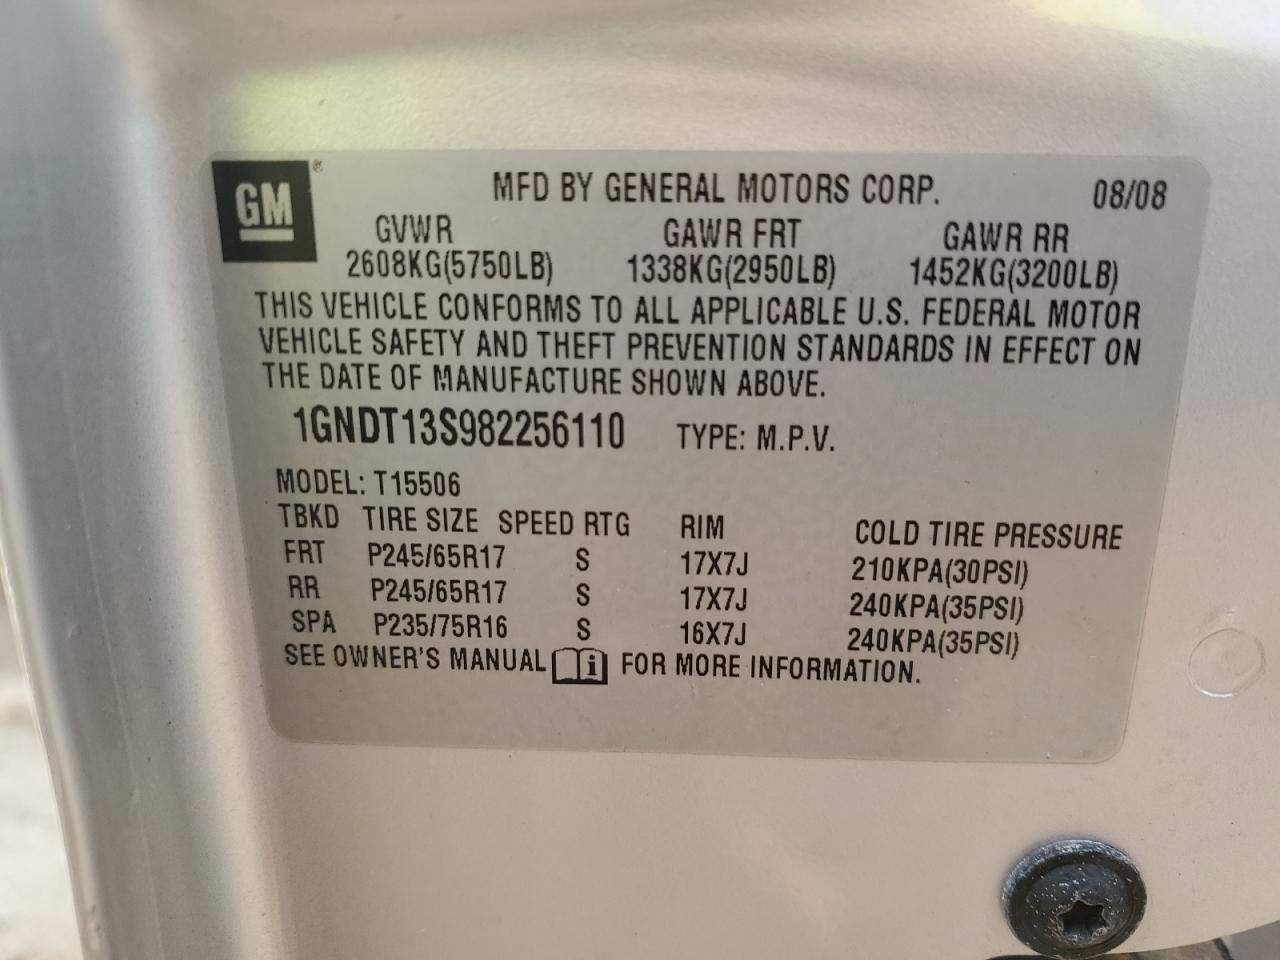 GM ®
MFD BY GENERAL MOTORS CORP. 08/08
GVWR GAWR FRT GAWR RR
2608KG(5750LB) 1338KG(2950LB) 1452KG(3200LB)
THIS VEHICLE CONFORMS TO ALL APPLICABLE U.S. FEDERAL MOTOR
VEHICLE SAFETY AND THEFT PREVENTION STANDARDS IN EFFECT ON
THE DATE OF MANUFACTURE SHOWN ABOVE.
1GNDT13S982256110 TYPE: M.P.V.
MODEL: T15506
TBKD TIRE SIZE SPEED RTG RIM COLD TIRE PRESSURE
FRT P245/65R17 S 17X7J 210KPA(30PSI)
RR P245/65R17 S 17X7J 240KPA(35PSI)
SPA P235/75R16 S 16X7J 240KPA(35PSI)
SEE OWNER'S MANUAL i FOR MORE INFORMATION.